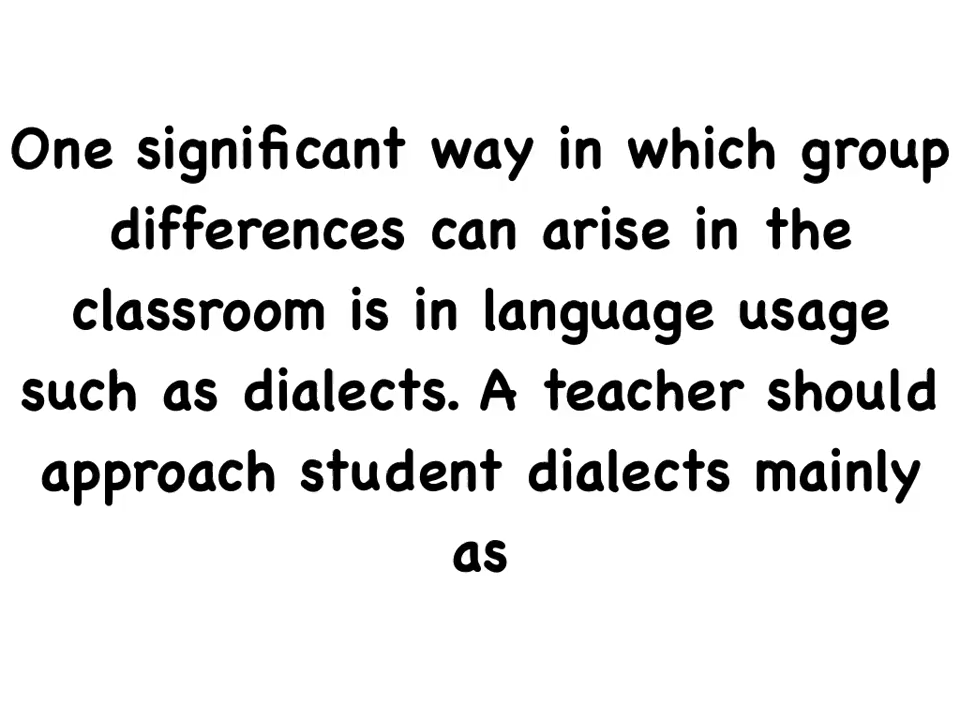 One significant way in which group
differences can arise in the
classroom is in language usage
such as dialects. A teacher should
approach student dialects mainly
as